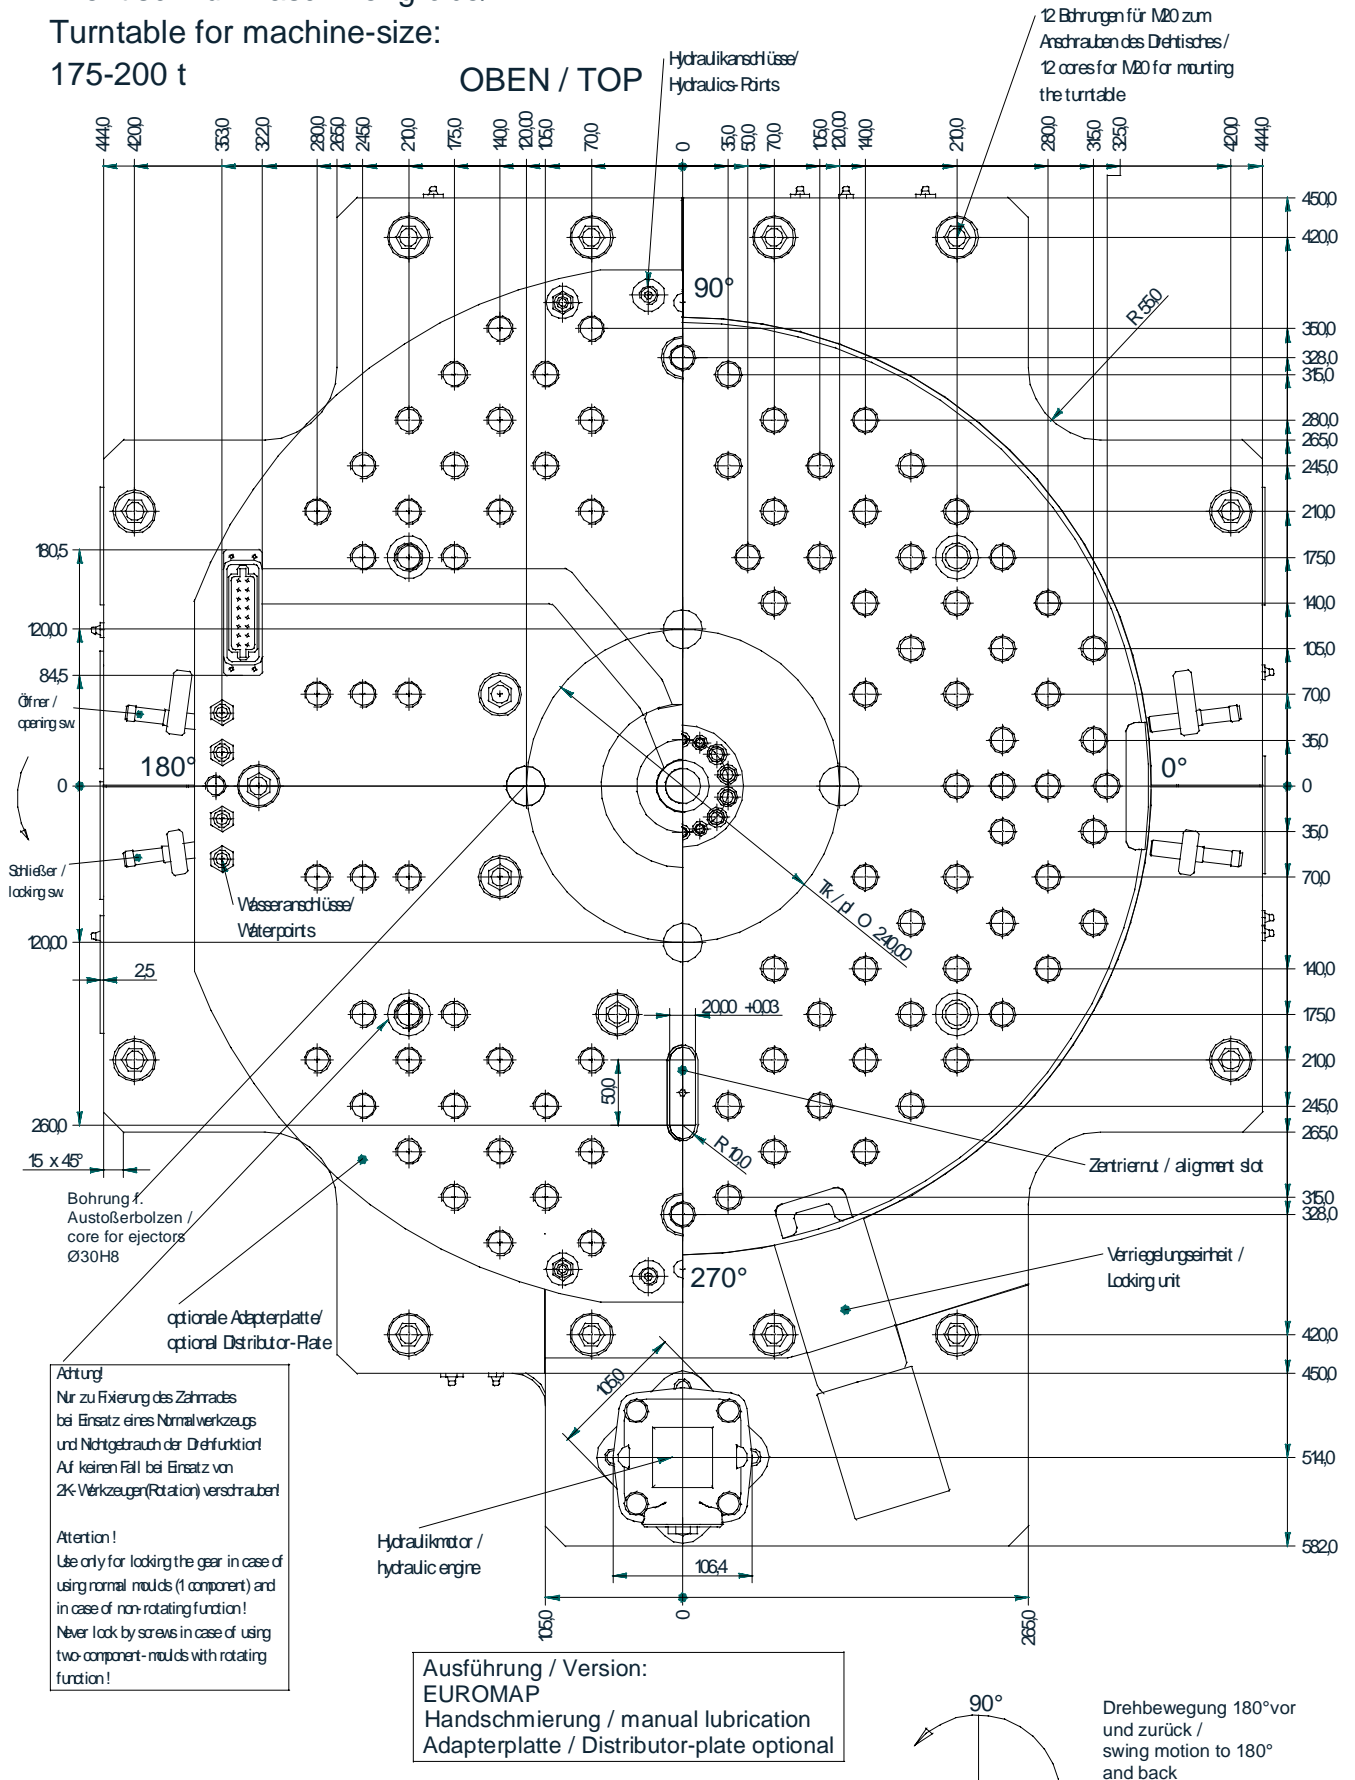 Turntable for machine-size:
175-200 t
OBEN / TOP
Hydraulikanschlüsse/
Hydraulics-Points
12 Bohrungen für M20 zum
Anschrauben des Drehtisches /
12 cores for M20 for mounting
the turntable
444,0
420,0
353,0
322,0
280,0
265,0
245,0
210,0
175,0
140,0
120,00
105,0
70,0
0
35,0
50,0
70,0
105,0
120,00
140,0
210,0
280,0
315,0
325,0
420,0
444,0
450,0
420,0
90°
R 55,0
350,0
328,0
315,0
280,0
265,0
245,0
210,0
175,0
140,0
105,0
70,0
35,0
0
35,0
70,0
140,0
175,0
210,0
245,0
265,0
315,0
328,0
420,0
450,0
514,0
582,0
180,5
120,00
84,5
Öffner /
opening sw.
180°
0
0°
Schließer /
locking sw.
Wasseranschlüsse/
Waterpoints
120,00
2,5
Tk / pd O 240,00
20,00 +0,03
50,0
260,0
R 10,0
15 x 45°
Zentriernut / alignment slot
Bohrung f.
Austoßerbolzen /
core for ejectors
Ø30H8
270°
Verriegelungseinheit /
Locking unit
optionale Adapterplatte/
optional Distributor-Plate
105,0
Achtung!
Nur zu Fixierung des Zahnrades
bei Einsatz eines Normalwerkzeugs
und Nichtgebrauch der Drehfunktion!
Auf keinen Fall bei Einsatz von
2K-Werkzeugen(Rotation) verschrauben!
Attention !
Use only for locking the gear in case of
using normal moulds (1 component) and
in case of non-rotating function !
Never lock by screws in case of using
two-component-moulds with rotating
function !
Hydraulikmotor /
hydraulic engine
106,4
105,0
0
265,0
Ausführung / Version:
EUROMAP
Handschmierung / manual lubrication
Adapterplatte / Distributor-plate optional
90°
Drehbewegung 180°vor
und zurück /
swing motion to 180°
and back